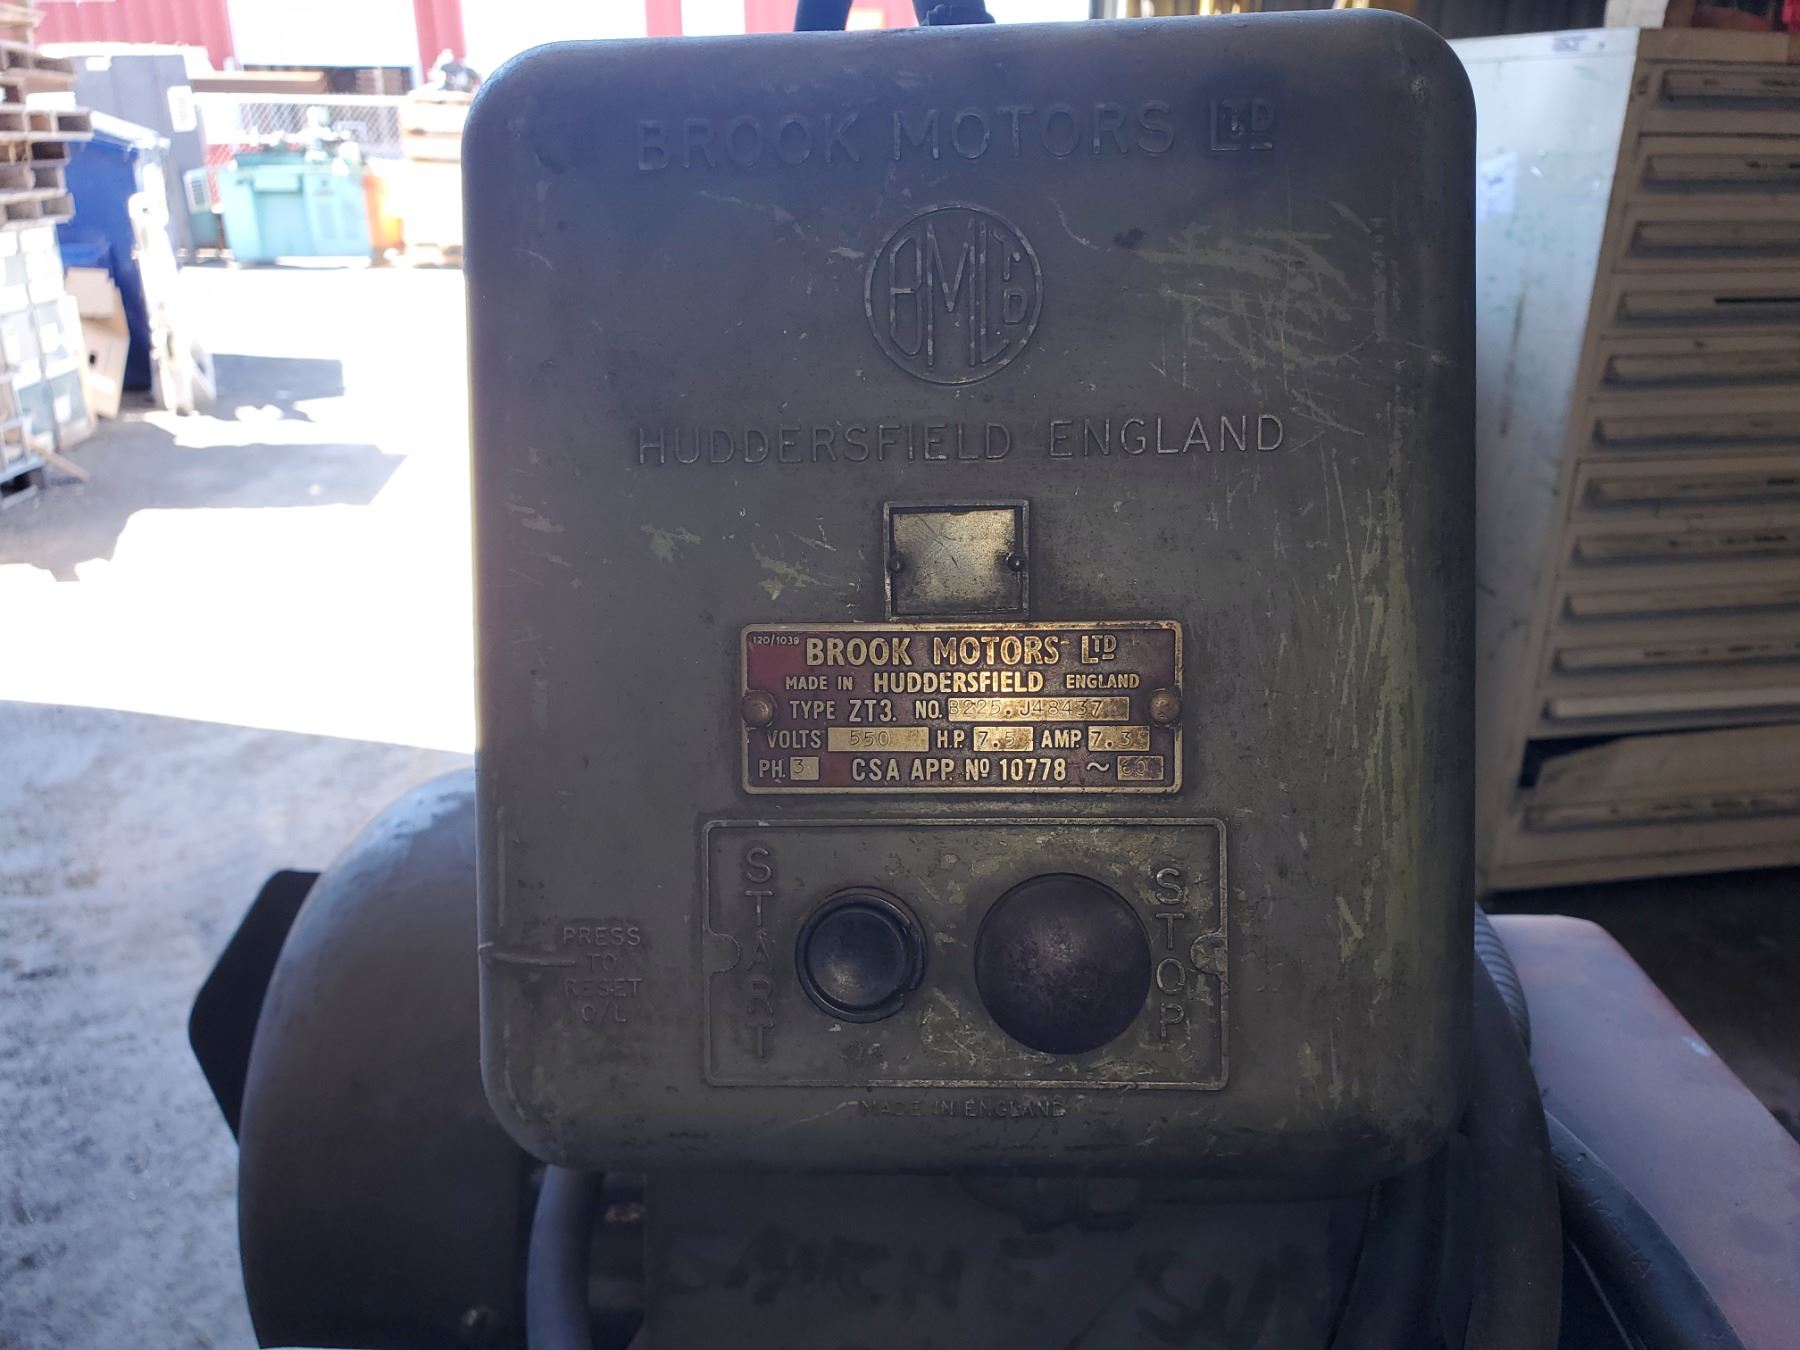 BROOK MOTORS LTD
BMLTD
HUDDERSFIELD ENGLAND
120/1039 BROOK MOTORS LTD
MADE IN HUDDERSFIELD ENGLAND
TYPE ZT3. NO. B225.J48437
VOLTS 550 H.P. 7.5 AMP. 7.3
PH. 3 CSA APP. Nº 10778 ~ 60
START
STOP
PRESS
TO
RESET
O/L
MADE IN ENGLAND